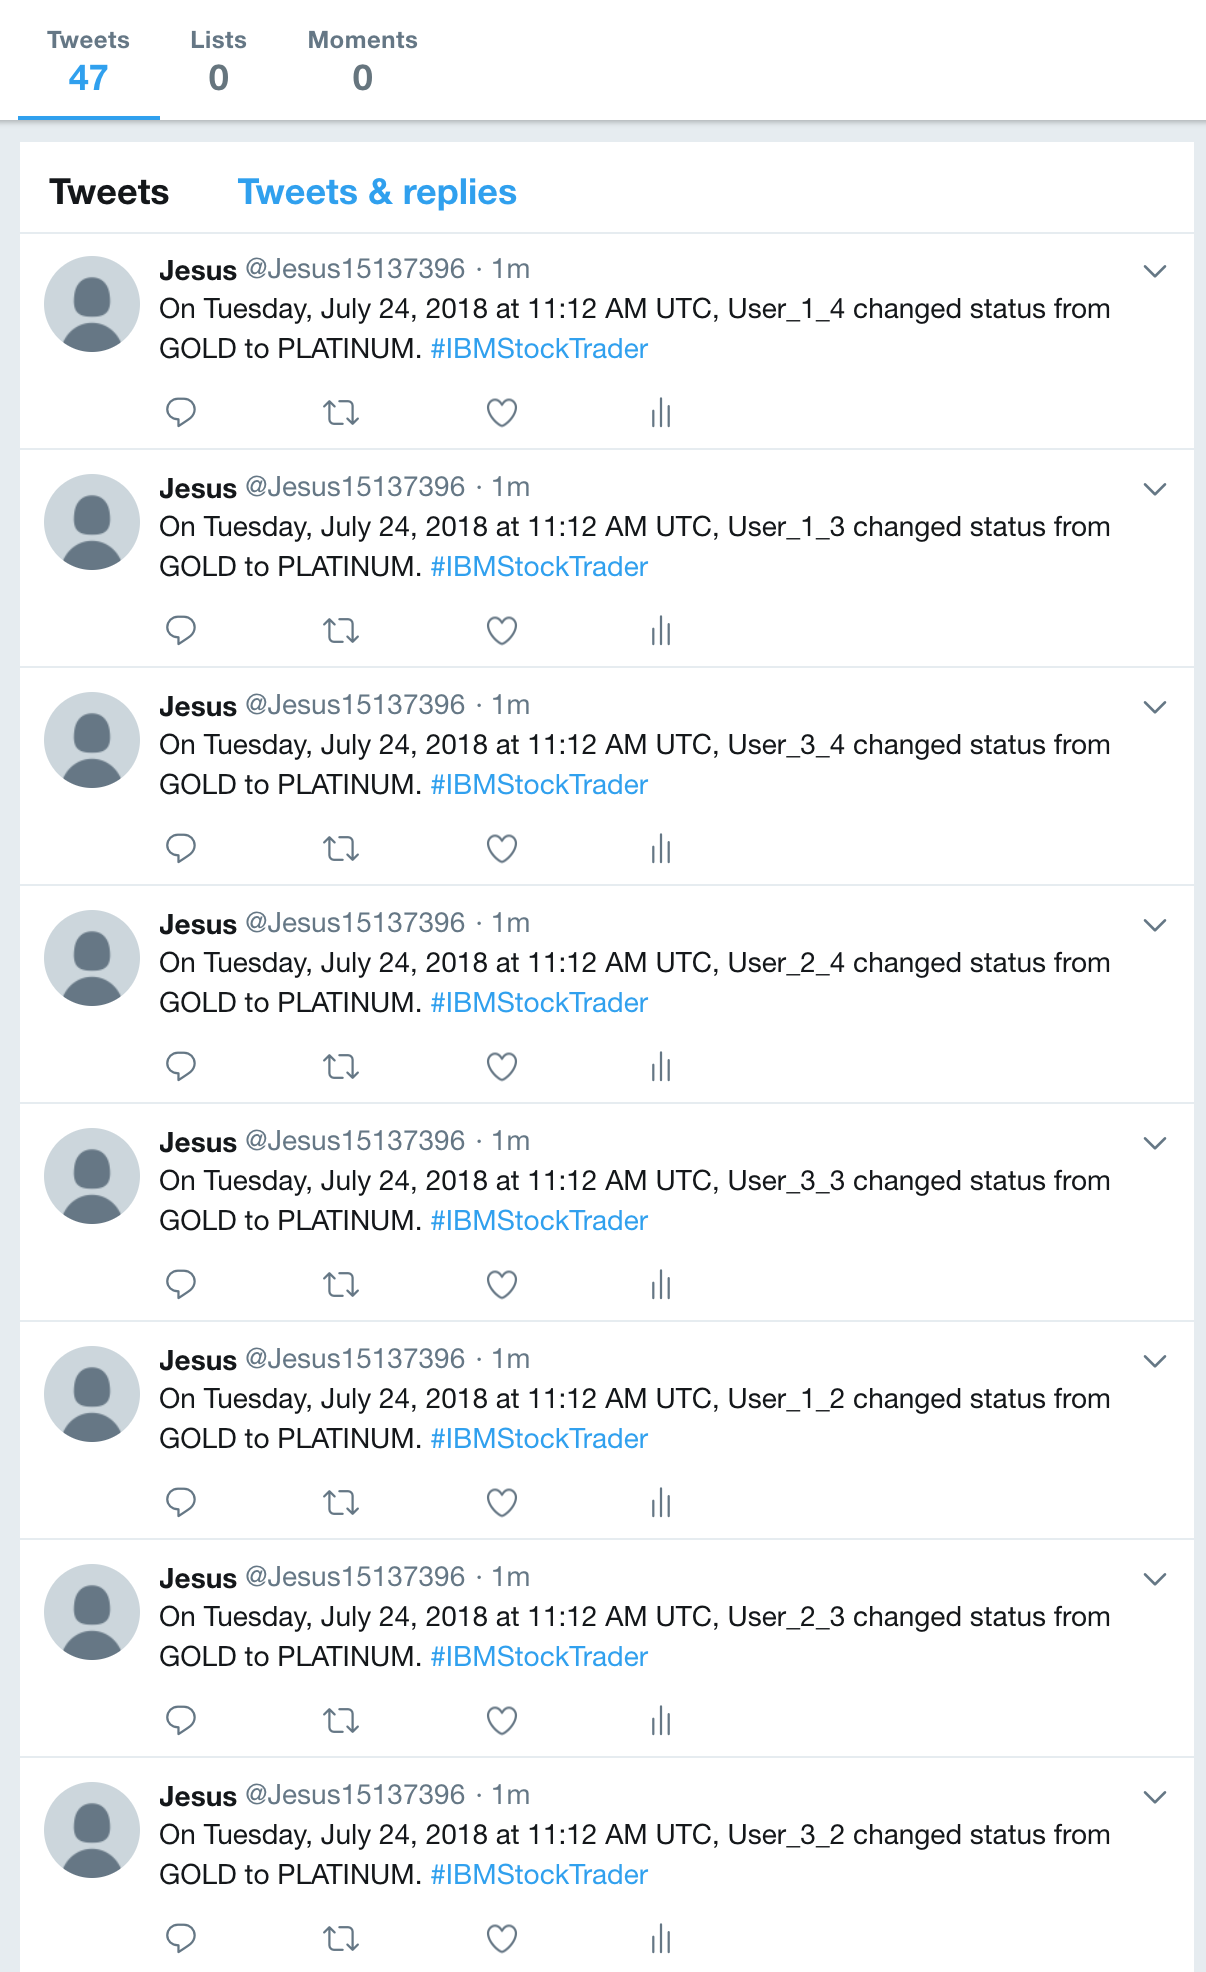 Tweets Lists Moments
47 0 0
Tweets Tweets & replies
Jesus @Jesus15137396 · 1m
On Tuesday, July 24, 2018 at 11:12 AM UTC, User_1_4 changed status from
GOLD to PLATINUM. #IBMStockTrader
Jesus @Jesus15137396 · 1m
On Tuesday, July 24, 2018 at 11:12 AM UTC, User_1_3 changed status from
GOLD to PLATINUM. #IBMStockTrader
Jesus @Jesus15137396 · 1m
On Tuesday, July 24, 2018 at 11:12 AM UTC, User_3_4 changed status from
GOLD to PLATINUM. #IBMStockTrader
Jesus @Jesus15137396 · 1m
On Tuesday, July 24, 2018 at 11:12 AM UTC, User_2_4 changed status from
GOLD to PLATINUM. #IBMStockTrader
Jesus @Jesus15137396 · 1m
On Tuesday, July 24, 2018 at 11:12 AM UTC, User_3_3 changed status from
GOLD to PLATINUM. #IBMStockTrader
Jesus @Jesus15137396 · 1m
On Tuesday, July 24, 2018 at 11:12 AM UTC, User_1_2 changed status from
GOLD to PLATINUM. #IBMStockTrader
Jesus @Jesus15137396 · 1m
On Tuesday, July 24, 2018 at 11:12 AM UTC, User_2_3 changed status from
GOLD to PLATINUM. #IBMStockTrader
Jesus @Jesus15137396 · 1m
On Tuesday, July 24, 2018 at 11:12 AM UTC, User_3_2 changed status from
GOLD to PLATINUM. #IBMStockTrader